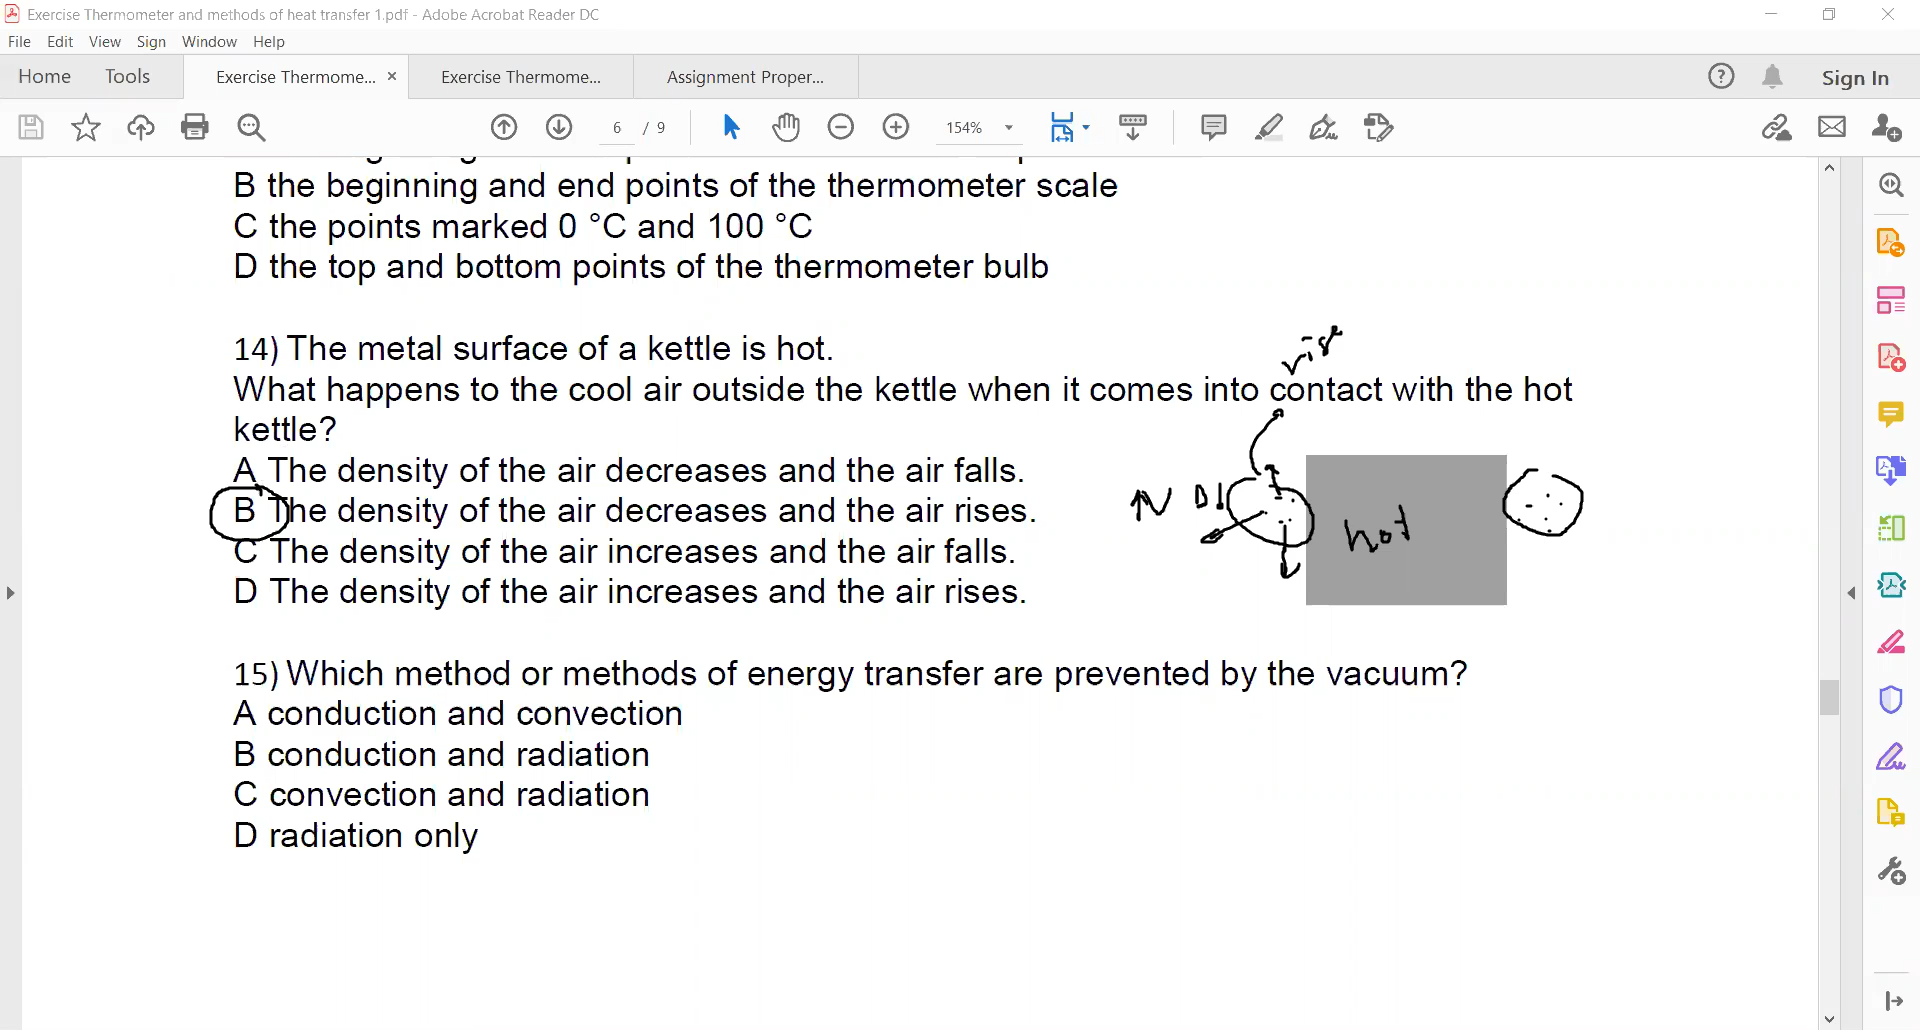 Exercise Thermometer and methods of heat transfer 1.pdf - Adobe Acrobat Reader DC
File Edit View Sign Window Help
Home Tools Exercise Thermome... × Exercise Thermome... Assignment Proper... Sign In
6 / 9 154%
B the beginning and end points of the thermometer scale
C the points marked 0 °C and 100 °C
D the top and bottom points of the thermometer bulb
14) The metal surface of a kettle is hot.
What happens to the cool air outside the kettle when it comes into contact with the hot
kettle?
A The density of the air decreases and the air falls.
B The density of the air decreases and the air rises.
C The density of the air increases and the air falls.
D The density of the air increases and the air rises.
↑V D↓
hot
15) Which method or methods of energy transfer are prevented by the vacuum?
A conduction and convection
B conduction and radiation
C convection and radiation
D radiation only